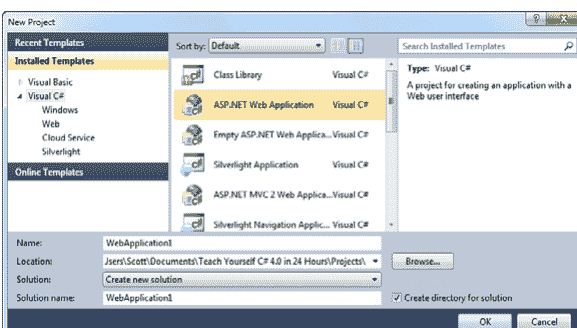 New Project
Recent Templates
Installed Templates
Visual Basic
Visual C#
Windows
Web
Cloud Service
Silverlight
Online Templates
Sort by: Default
Search Installed Templates
Class Library Visual C#
ASP.NET Web Application Visual C#
Empty ASP.NET Web Applica...Visual C#
Silverlight Application Visual C#
ASP.NET MVC 2 Web Applica...Visual C#
Silverlight Navigation Applic... Visual C#
Type: Visual C#
A project for creating an application with a
Web user interface
Name: WebApplication1
Location: Jsers\Scott\Documents\Teach Yourself C# 4.0 in 24 Hours\Projects\ Browse...
Solution: Create new solution
Solution name: WebApplication1 Create directory for solution
OK Cancel